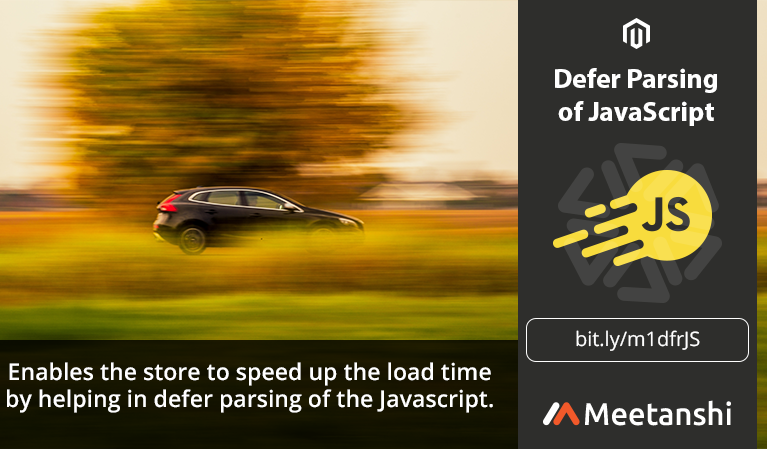 Defer Parsing
of JavaScript
JS
bit.ly/m1dfrJS
Meetanshi
Enables the store to speed up the load time
by helping in defer parsing of the Javascript.